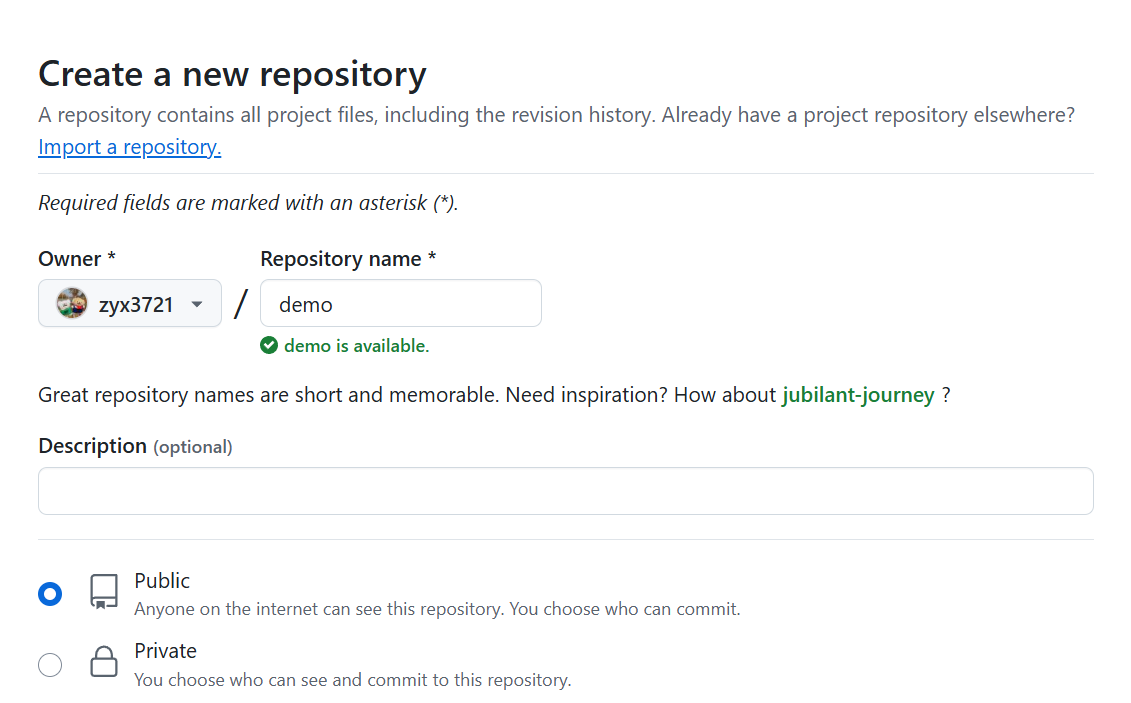 Create a new repository
A repository contains all project files, including the revision history. Already have a project repository elsewhere?
Import a repository.
Required fields are marked with an asterisk (*).
Owner * Repository name *
zyx3721 / demo
demo is available.
Great repository names are short and memorable. Need inspiration? How about jubilant-journey ?
Description (optional)
Public
Anyone on the internet can see this repository. You choose who can commit.
Private
You choose who can see and commit to this repository.